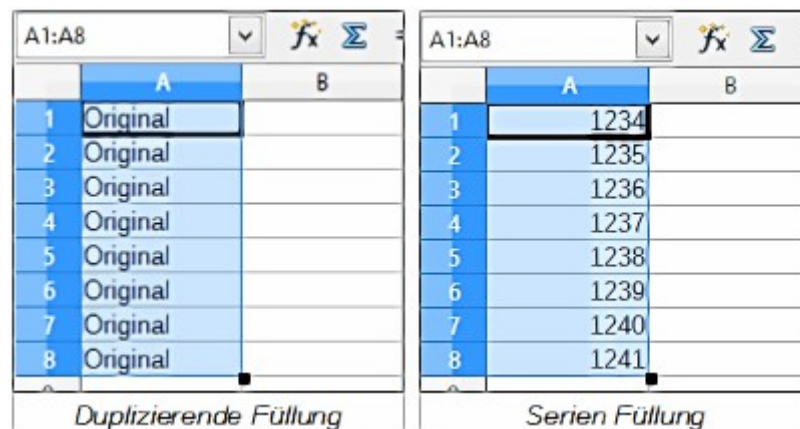 A1:A8 fx Σ =
A B
1 Original
2 Original
3 Original
4 Original
5 Original
6 Original
7 Original
8 Original
Duplizierende Füllung
A1:A8 fx Σ
A B
1 1234
2 1235
3 1236
4 1237
5 1238
6 1239
7 1240
8 1241
Serien Füllung